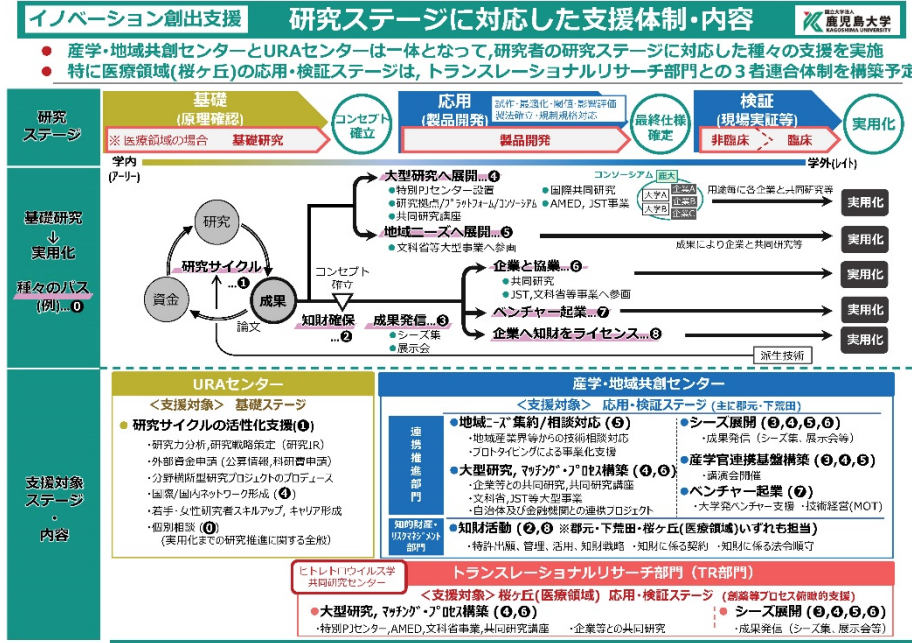 イノベーション創出支援
研究ステージに対応した支援体制・内容
国立大学法人
鹿児島大学
KAGOSHIMA UNIVERSITY
● 産学・地域共創センターとURAセンターは一体となって,研究者の研究ステージに対応した種々の支援を実施
● 特に医療領域(桜ヶ丘)の応用・検証ステージは, トランスレーショナルリサーチ部門との３者連合体制を構築予定
研究
ステージ
基礎
(原理確認)
※ 医療領域の場合　基礎研究
コンセプト
確立
応用
(製品開発)
試作・最適化・閾値・影響評価
製法確立・規制規格対応
製品開発
最終仕様
確定
検証
(現場実証等)
非臨床
臨床
実用化
学内
(アーリー)
学外(レイト)
基礎研究
↓
実用化
種々のパス
(例)…⓿
研究
研究サイクル
…❶
資金
成果
論文
コンセプト
確立
知財確保
…❷
成果発信…❸
●シーズ集
●展示会
大型研究へ展開…❹
●特別PJセンター設置
●研究拠点/プラットフォーム/コンソーシアム
●共同研究講座
●国際共同研究
●AMED, JST事業
コンソーシアム
鹿大
大学A
大学B
企業A
企業B
企業C
用途毎に各企業と共同研究等
実用化
地域ニーズへ展開…❺
●文科省等大型事業へ参画
成果により企業と共同研究等
実用化
企業と協業…❻
●共同研究
●JST,文科省等事業へ参画
実用化
ベンチャー起業…❼
実用化
企業へ知財をライセンス…❽
実用化
派生技術
支援対象
ステージ
・
内容
URAセンター
＜支援対象＞ 基礎ステージ
● 研究サイクルの活性化支援(❶)
・研究力分析,研究戦略策定（研究IR）
・外部資金申請（公募情報,科研費申請）
・分野横断型研究プロジェクトのプロデュース
・国際/国内ネットワーク形成（❹）
・若手・女性研究者スキルアップ, キャリア形成
・個別相談（⓿）
(実用化までの研究推進に関する全般)
産学・地域共創センター
＜支援対象＞ 応用・検証ステージ (主に郡元・下荒田)
連携推進部門
●地域ニーズ集約/相談対応（❺）
・地域産業界等からの技術相談対応
・プロトタイピングによる事業化支援
●大型研究, マッチング・プロセス構築（❹,❻）
・企業等との共同研究,共同研究講座
・文科省,JST等大型事業
・自治体及び金融機関との連携プロジェクト
●シーズ展開（❸,❹,❺,❻）
・成果発信（シーズ集、展示会等）
●産学官連携基盤構築（❸,❹,❺）
・講演会開催
●ベンチャー起業（❼）
・大学発ベンチャー支援 ・技術経営(MOT)
知的財産・
リスクマネジメント
部門
●知財活動（❷,❽ ※郡元・下荒田・桜ケ丘(医療領域)いずれも担当）
・特許出願、管理、活用、知財戦略 ・知財に係る契約 ・知財に係る法令順守
ヒトレトロウイルス学
共同研究センター
トランスレーショナルリサーチ部門（TR部門）
＜支援対象＞ 桜ヶ丘(医療領域) 応用・検証ステージ (創薬等プロセス俯瞰的支援)
●大型研究, マッチング・プロセス構築（❹,❻）
・特別PJセンター,AMED,文科省事業,共同研究講座 ・企業等との共同研究
● シーズ展開（❸,❹,❺,❻）
・成果発信（シーズ集、展示会等）